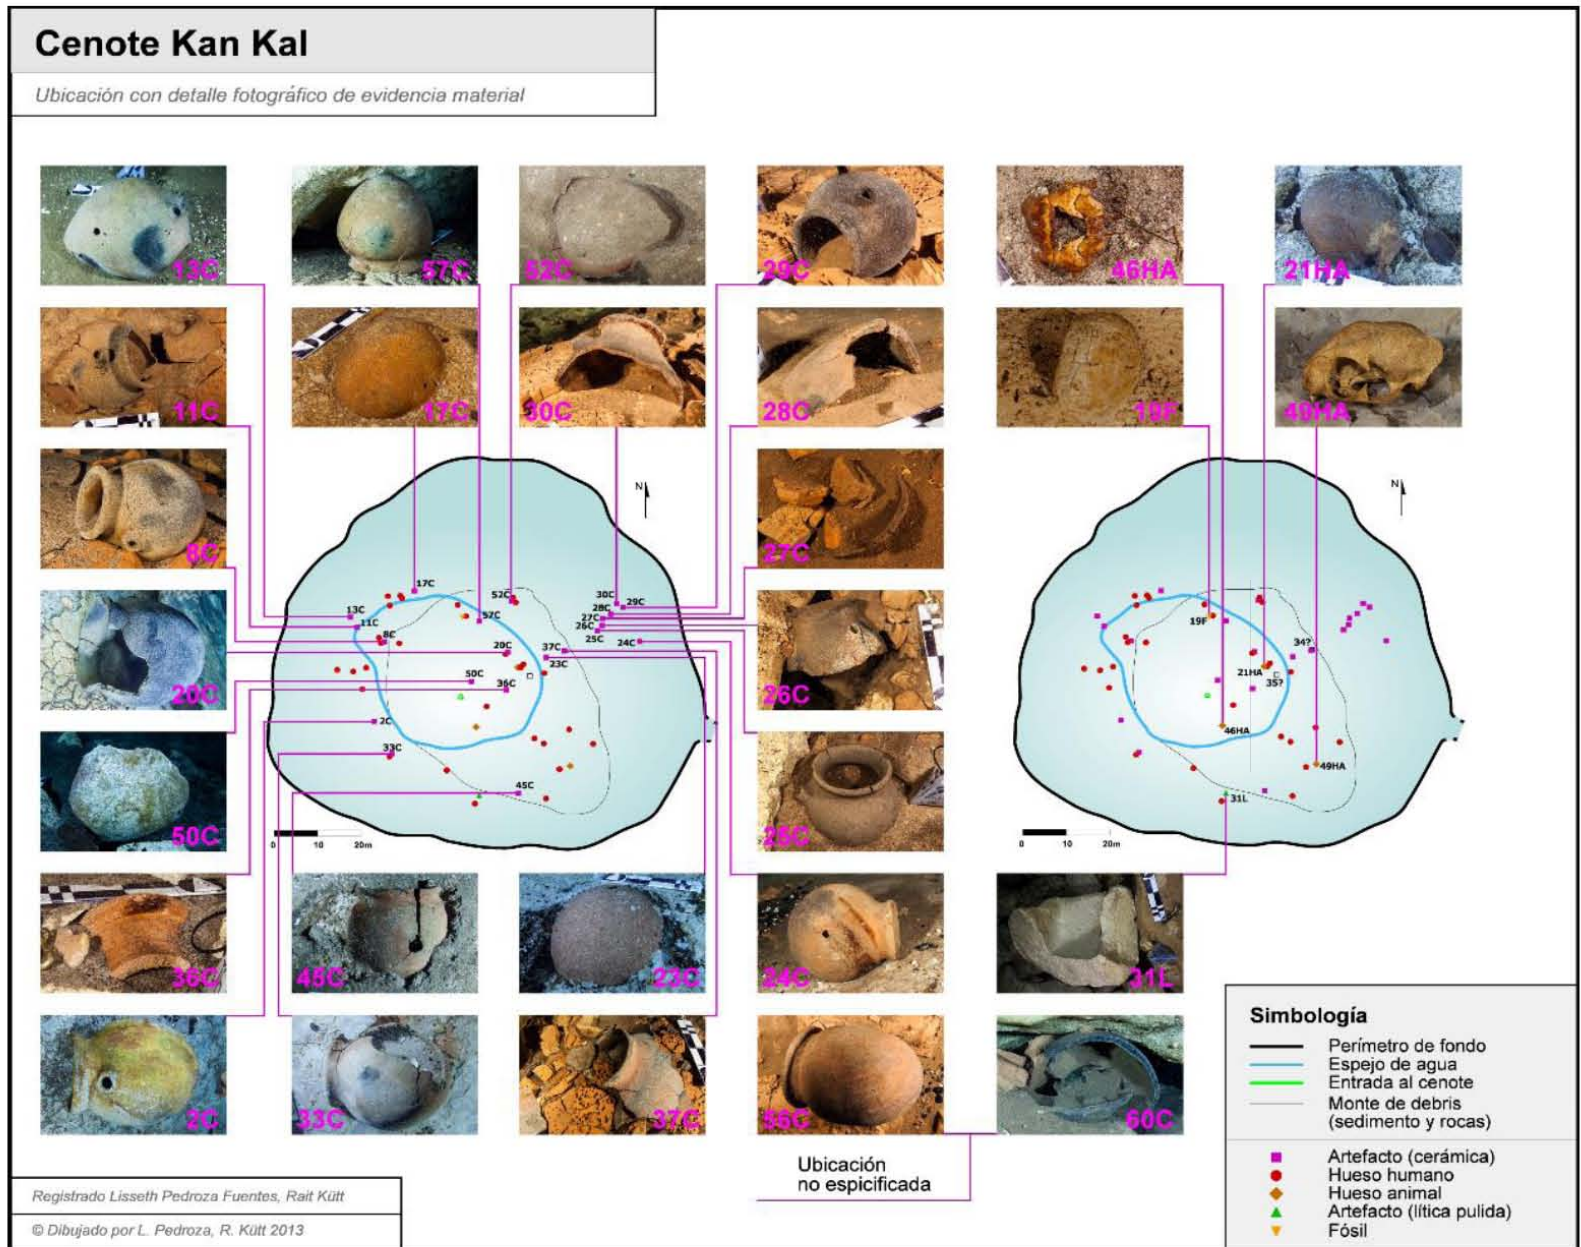 Cenote Kan Kal
Ubicación con detalle fotográfico de evidencia material
13C
57C
52C
29C
46HA
21HA
11C
17C
30C
28C
19F
49HA
8C
27C
20C
26C
50C
25C
36C
45C
23C
24C
31L
2C
33C
37C
56C
60C
N
17C
52C
30C
29C
28C
27C
26C
25C
24C
13C
11C
8C
57C
20C
37C
23C
50C
36C
2C
33C
45C
0 10 20m
N
19F
34?
21HA
35?
46HA
49HA
31L
0 10 20m
Ubicación
no espicificada
Simbología
Perímetro de fondo
Espejo de agua
Entrada al cenote
Monte de debris
(sedimento y rocas)
Artefacto (cerámica)
Hueso humano
Hueso animal
Artefacto (lítica pulida)
Fósil
Registrado Lisseth Pedroza Fuentes, Rait Kütt
© Dibujado por L. Pedroza, R. Kütt 2013